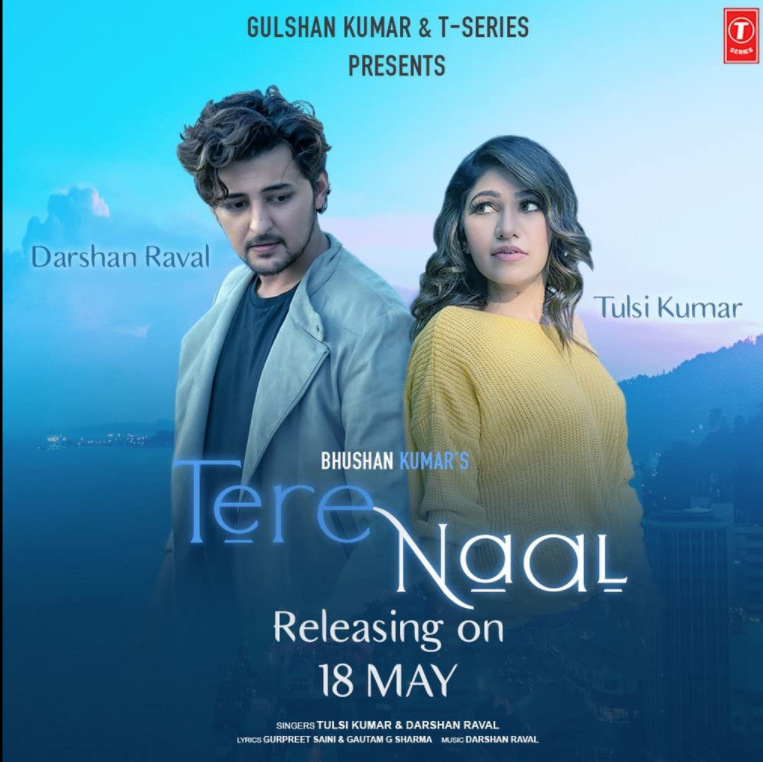 GULSHAN KUMAR & T-SERIES
PRESENTS
T
SERIES
Darshan Raval
Tulsi Kumar
BHUSHAN KUMAR'S
Tere
Naal
Releasing on
18 MAY
SINGERS TULSI KUMAR & DARSHAN RAVAL
LYRICS GURPREET SAINI & GAUTAM G SHARMA MUSIC DARSHAN RAVAL